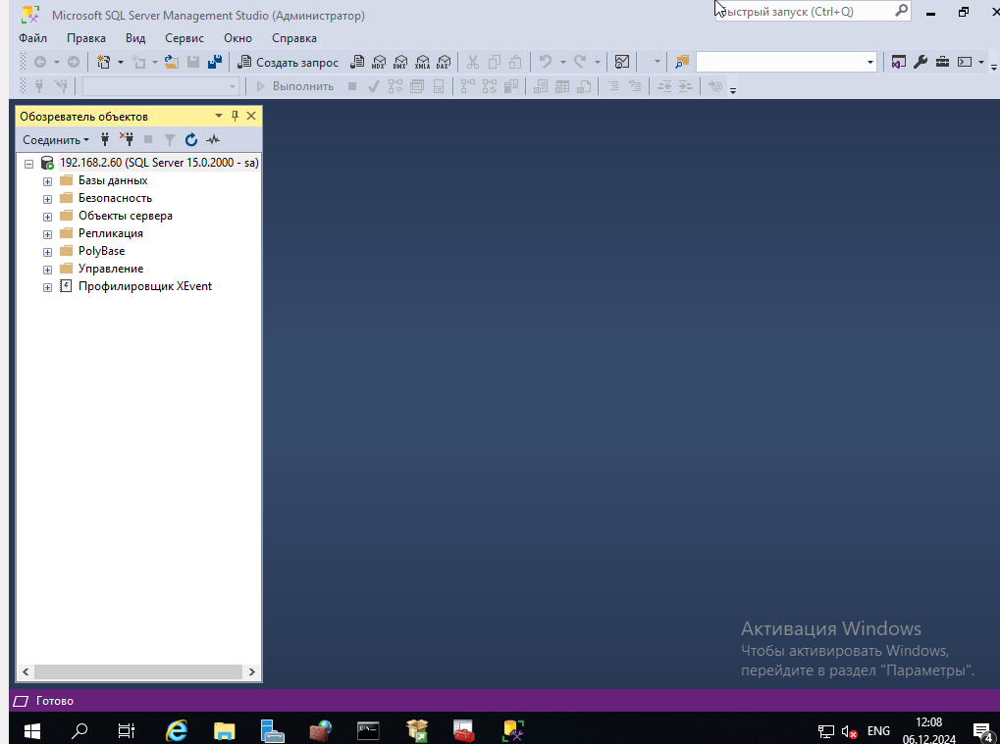 Microsoft SQL Server Management Studio (Администратор)
ыстрый запуск (Ctrl+Q)
Файл Правка Вид Сервис Окно Справка
Создать запрос MDX DMX XMLA DAX
Выполнить
Обозреватель объектов
Соединить
192.168.2.60 (SQL Server 15.0.2000 - sa)
Базы данных
Безопасность
Объекты сервера
Репликация
PolyBase
Управление
Профилировщик XEvent
Активация Windows
Чтобы активировать Windows,
перейдите в раздел "Параметры".
Готово
ENG
12:08
06.12.2024
4